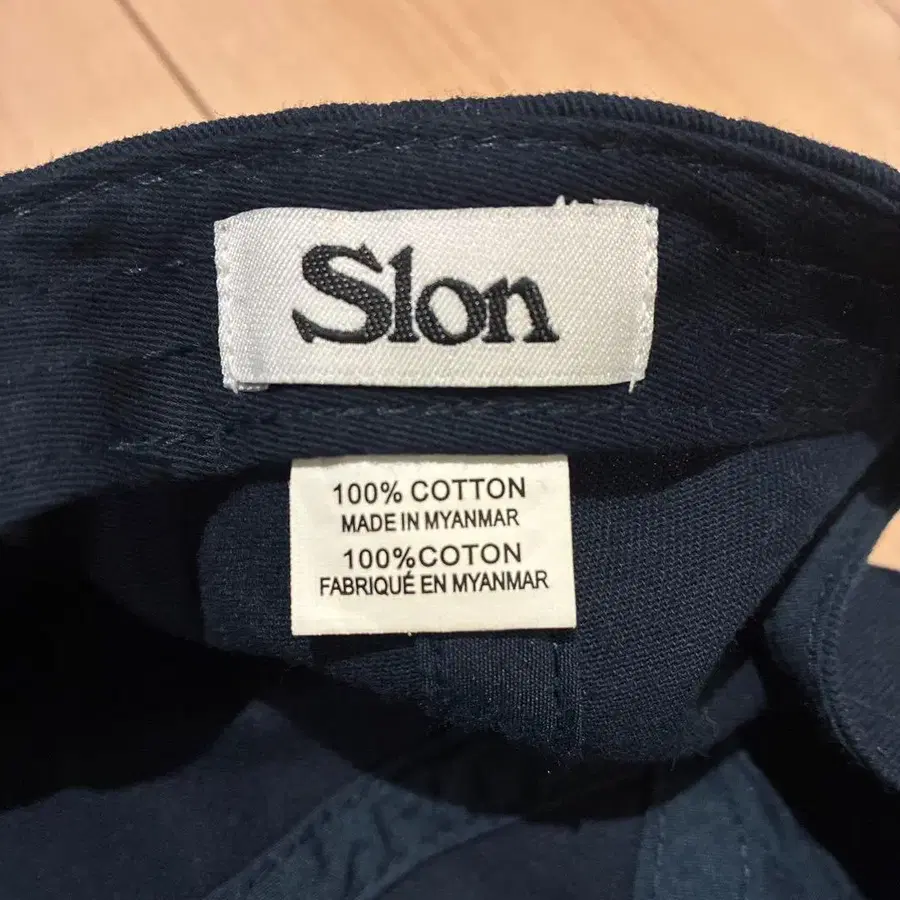 Slon
100% COTTON
MADE IN MYANMAR
100%COTON
FABRIQUÉ EN MYANMAR